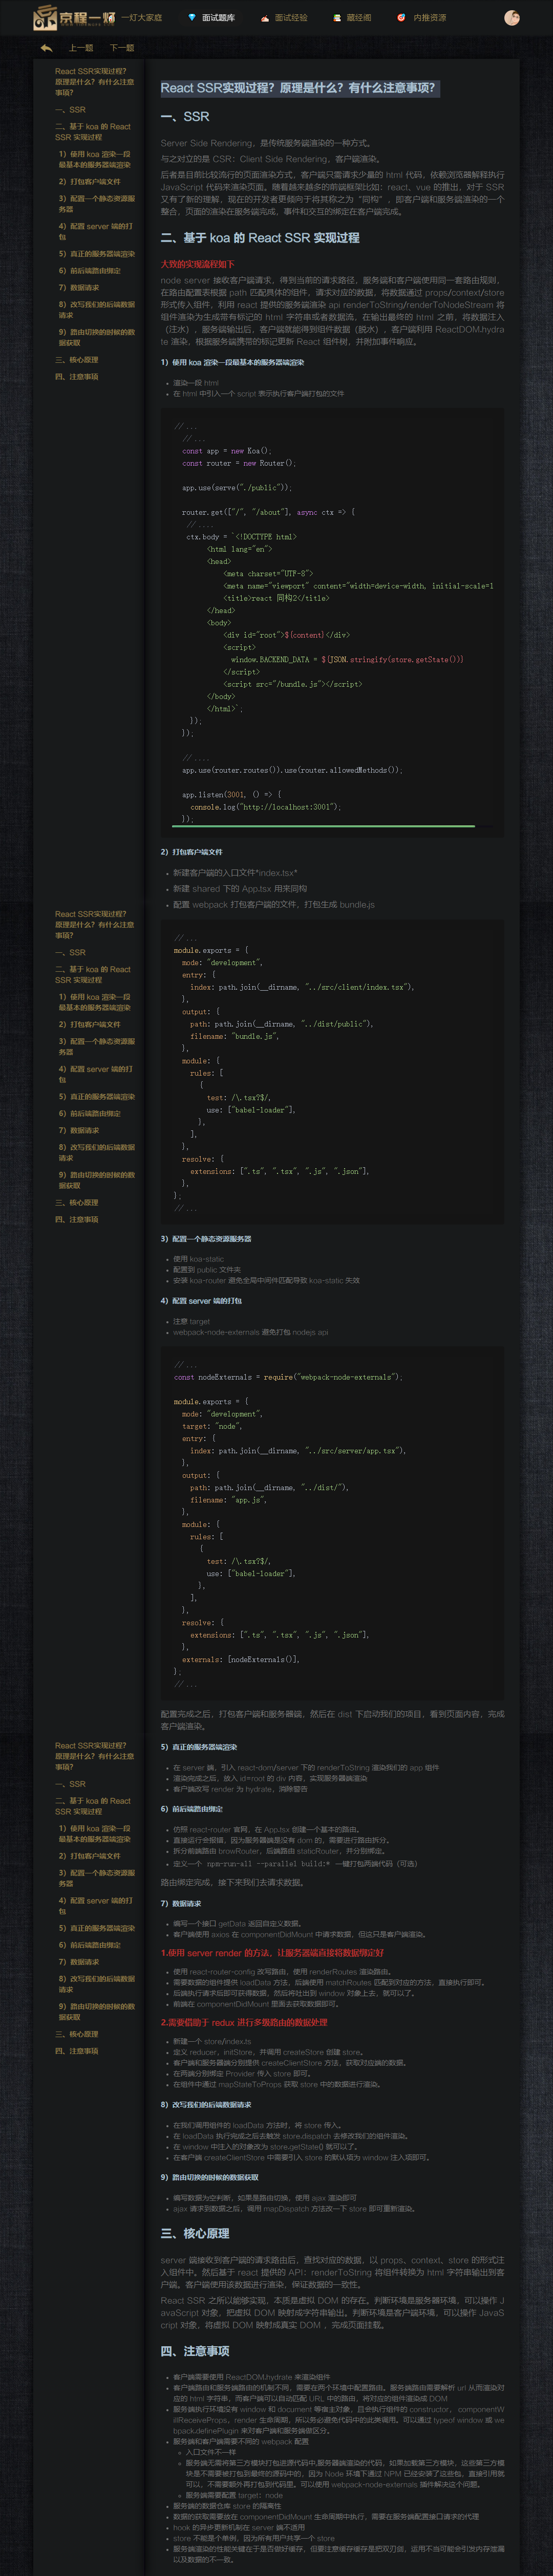 京程一灯 一灯大家庭 面试题库 面试经验 藏经阁 内推资源
上一题 下一题
React SSR实现过程?
原理是什么? 有什么注意
事项?
一、SSR
二、基于 koa 的 React
SSR 实现过程
1）使用 koa 渲染一段
最基本的服务器端渲染
2）打包客户端文件
3）配置一个静态资源服
务器
4）配置 server 端的打
包
5）真正的服务器端渲染
6）前后端路由绑定
7）数据请求
8）改写我们的后端数据
请求
9）路由切换的时候的数
据获取
三、核心原理
四、注意事项
React SSR实现过程? 原理是什么? 有什么注意事项?
一、SSR
Server Side Rendering，是传统服务端渲染的一种方式。
与之对立的是 CSR：Client Side Rendering，客户端渲染。
后者是目前比较流行的页面渲染方式，客户端只需请求少量的 html 代码，依赖浏览器解释执行
JavaScript 代码来渲染页面。随着越来越多的前端框架比如：react、vue 的推出，对于 SSR
又有了新的理解，现在的开发者更倾向于将其称之为 “同构” ，即客户端和服务端渲染的一个
整合，页面的渲染在服务端完成，事件和交互的绑定在客户端完成。
二、基于 koa 的 React SSR 实现过程
大致的实现流程如下
node server 接收客户端请求，得到当前的请求路径，服务端和客户端使用同一套路由规则，
在路由配置表根据 path 匹配具体的组件，请求对应的数据，将数据通过 props/context/store
形式传入组件，利用 react 提供的服务端渲染 api renderToString/renderToNodeStream 将
组件渲染为生成带有标记的 html 字符串或者数据流，在输出最终的 html 之前，将数据注入
（注水），服务端输出后，客户端就能得到组件数据（脱水），客户端利用 ReactDOM.hydra
te 渲染，根据服务端携带的标记更新 React 组件树，并附加事件响应。
1）使用 koa 渲染一段最基本的服务器端渲染
渲染一段 html
在 html 中引入一个 script 表示执行客户端打包的文件
//...
//...
const app = new Koa();
const router = new Router();
app.use(serve("./public"));
router.get(["/", "/about"], async ctx => {
//....
ctx.body = `<!DOCTYPE html>
<html lang="en">
<head>
<meta charset="UTF-8">
<meta name="viewport" content="width=device-width, initial-scale=1
<title>react 同构2</title>
</head>
<body>
<div id="root">${content}</div>
<script>
window.BACKEND_DATA = ${JSON.stringify(store.getState())}
</script>
<script src="/bundle.js"></script>
</body>
</html>`;
});
});
//....
app.use(router.routes()).use(router.allowedMethods());
app.listen(3001, () => {
console.log("http://localhost:3001");
});
2）打包客户端文件
新建客户端的入口文件*index.tsx*
新建 shared 下的 App.tsx 用来同构
配置 webpack 打包客户端的文件，打包生成 bundle.js
//...
module.exports = {
mode: "development",
entry: {
index: path.join(__dirname, "../src/client/index.tsx"),
},
output: {
path: path.join(__dirname, "../dist/public"),
filename: "bundle.js",
},
module: {
rules: [
{
test: /\.tsx?$/,
use: ["babel-loader"],
},
],
},
resolve: {
extensions: [".ts", ".tsx", ".js", ".json"],
},
};
//...
React SSR实现过程?
原理是什么? 有什么注意
事项?
一、SSR
二、基于 koa 的 React
SSR 实现过程
1）使用 koa 渲染一段
最基本的服务器端渲染
2）打包客户端文件
3）配置一个静态资源服
务器
4）配置 server 端的打
包
5）真正的服务器端渲染
6）前后端路由绑定
7）数据请求
8）改写我们的后端数据
请求
9）路由切换的时候的数
据获取
三、核心原理
四、注意事项
3）配置一个静态资源服务器
使用 koa-static
配置到 public 文件夹
安装 koa-router 避免全局中间件匹配导致 koa-static 失效
4）配置 server 端的打包
注意 target
webpack-node-externals 避免打包 nodejs api
//...
const nodeExternals = require("webpack-node-externals");
module.exports = {
mode: "development",
target: "node",
entry: {
index: path.join(__dirname, "../src/server/app.tsx"),
},
output: {
path: path.join(__dirname, "../dist/"),
filename: "app.js",
},
module: {
rules: [
{
test: /\.tsx?$/,
use: ["babel-loader"],
},
],
},
resolve: {
extensions: [".ts", ".tsx", ".js", ".json"],
},
externals: [nodeExternals()],
};
//...
配置完成之后，打包客户端和服务器端，然后在 dist 下启动我们的项目，看到页面内容，完成
客户端渲染。
React SSR实现过程?
原理是什么? 有什么注意
事项?
一、SSR
二、基于 koa 的 React
SSR 实现过程
1）使用 koa 渲染一段
最基本的服务器端渲染
2）打包客户端文件
3）配置一个静态资源服
务器
4）配置 server 端的打
包
5）真正的服务器端渲染
6）前后端路由绑定
7）数据请求
8）改写我们的后端数据
请求
9）路由切换的时候的数
据获取
三、核心原理
四、注意事项
5）真正的服务器端渲染
在 server 端，引入 react-dom/server 下的 renderToString 渲染我们的 app 组件
渲染完成之后，放入 id=root 的 div 内容，实现服务器端渲染
客户端改写 render 为 hydrate，消除警告
6）前后端路由绑定
仿照 react-router 官网，在 App.tsx 创建一个基本的路由。
直接运行会报错，因为服务器端是没有 dom 的，需要进行路由拆分。
拆分前端路由 browRouter，后端路由 staticRouter，并分别绑定。
定义一个 npm-run-all --parallel build:* 一键打包两端代码（可选）
路由绑定完成，接下来我们去请求数据。
7）数据请求
编写一个接口 getData 返回自定义数据。
客户端使用 axios 在 componentDidMount 中请求数据，但这只是客户端渲染。
1.使用 server render 的方法，让服务器端直接将数据绑定好
使用 react-router-config 改写路由，使用 renderRoutes 渲染路由。
需要数据的组件提供 loadData 方法，后端使用 matchRoutes 匹配到对应的方法，直接执行即可。
后端执行请求后即可获得数据，然后将吐出到 window 对象上去，就可以了。
前端在 componentDidMount 里面去获取数据即可。
2.需要借助于 redux 进行多级路由的数据处理
新建一个 store/index.ts
定义 reducer，initStore，并调用 createStore 创建 store。
客户端和服务器端分别提供 createClientStore 方法，获取对应端的数据。
在两端分别绑定 Provider 传入 store 即可。
在组件中通过 mapStateToProps 获取 store 中的数据进行渲染。
8）改写我们的后端数据请求
在我们调用组件的 loadData 方法时，将 store 传入。
在 loadData 执行完成之后去触发 store.dispatch 去修改我们的组件渲染。
在 window 中注入的对象改为 store.getState() 就可以了。
在客户端 createClientStore 中需要引入 store 的默认项为 window 注入项即可。
9）路由切换的时候的数据获取
编写数据为空判断，如果是路由切换，使用 ajax 渲染即可
ajax 请求到数据之后，调用 mapDispatch 方法改一下 store 即可重新渲染。
三、核心原理
server 端接收到客户端的请求路由后，查找对应的数据，以 props、context、store 的形式注
入组件中。然后基于 react 提供的 API：renderToString 将组件转换为 html 字符串输出到客
户端。客户端使用该数据进行渲染，保证数据的一致性。
React SSR 之所以能够实现，本质是虚拟 DOM 的存在。判断环境是服务器环境，可以操作 J
avaScript 对象，把虚拟 DOM 映射成字符串输出。判断环境是客户端环境，可以操作 JavaS
cript 对象，将虚拟 DOM 映射成真实 DOM ，完成页面挂载。
四、注意事项
客户端需要使用 ReactDOM.hydrate 来渲染组件
客户端路由和服务端路由的机制不同，需要在两个环境中配置路由。服务端路由需要解析 url 从而渲染对
应的 html 字符串，而客户端可以自动匹配 URL 中的路由，将对应的组件渲染成 DOM
服务端执行环境没有 window 和 document 等宿主对象，且会执行组件的 constructor、 componentW
illReceiveProps、render 生命周期，所以务必避免代码中的此类调用。可以通过 typeof window 或 we
bpack.definePlugin 来对客户端和服务端做区分。
服务端和客户端需要不同的 webpack 配置
入口文件不一样
服务端无需将第三方模块打包进源代码中,服务器端渲染的代码，如果加载第三方模块，这些第三方模
块是不需要被打包到最终的源码中的，因为 Node 环境下通过 NPM 已经安装了这些包，直接引用就
可以，不需要额外再打包到代码里。可以使用 webpack-node-externals 插件解决这个问题。
服务端需要配置 target：node
服务端的数据仓库 store 的隔离性
数据的获取需要放在 componentDidMount 生命周期中执行，需要在服务端配置接口请求的代理
hook 的异步更新机制在 server 端不适用
store 不能是个单例，因为所有用户共享一个 store
服务端渲染的性能关键在于是否做好缓存，但要注意缓存缓存是把双刃剑，运用不当可能会引发内存泄漏
以及数据的不一致。